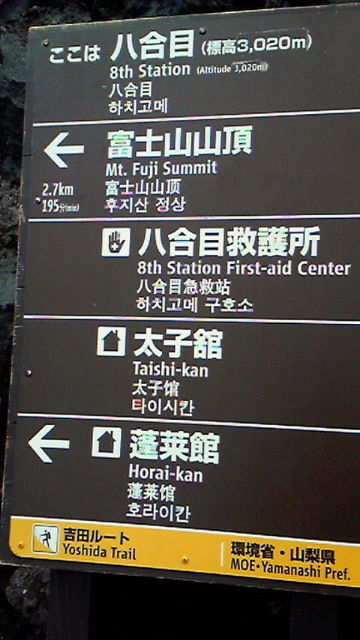 ここは 八合目 (標高3,020m)
8th Station (Altitude 3,020m)
八合目
하치고메
富士山山頂
Mt. Fuji Summit
2.7km 富士山山顶
195分(min) 후지산 정상
八合目救護所
8th Station First-aid Center
八合目急救站
하치고메 구호소
太子舘
Taishi-kan
太子馆
타이시칸
蓬莱館
Horai-kan
蓬莱馆
호라이칸
吉田ルート 環境省・山梨県
Yoshida Trail MOE・Yamanashi Pref.